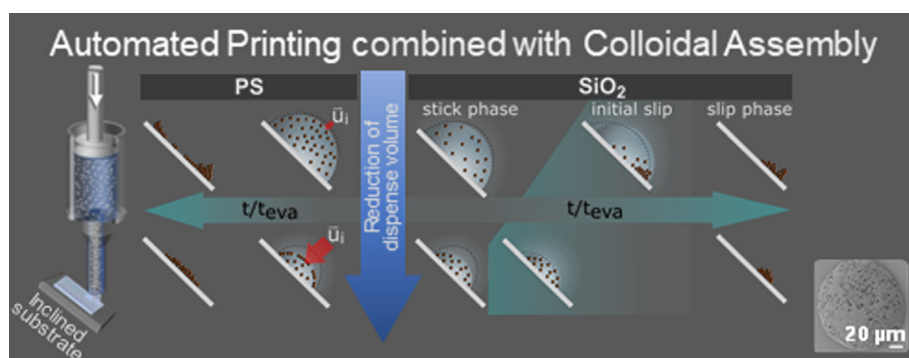 Automated Printing combined with Colloidal Assembly
PS
SiO₂
ūᵢ
stick phase
initial slip
slip phase
Reduction of
dispense volume
t/tₑᵥₐ
t/tₑᵥₐ
ūᵢ
Inclined
substrate
20 µm